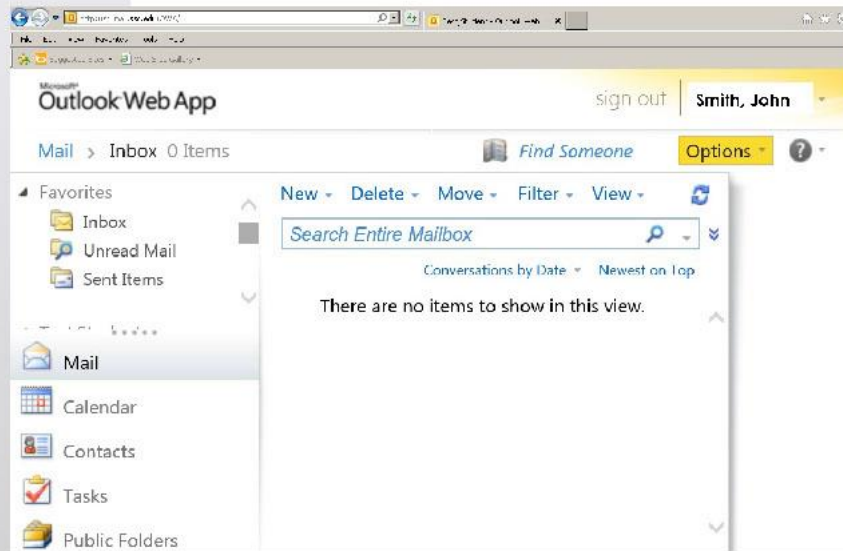 Microsoft
Outlook Web App
sign out
Smith, John
Mail > Inbox 0 Items
Find Someone
Options
?
Favorites
Inbox
Unread Mail
Sent Items
New
Delete
Move
Filter
View
Search Entire Mailbox
Conversations by Date
Newest on Top
There are no items to show in this view.
Mail
Calendar
Contacts
Tasks
Public Folders